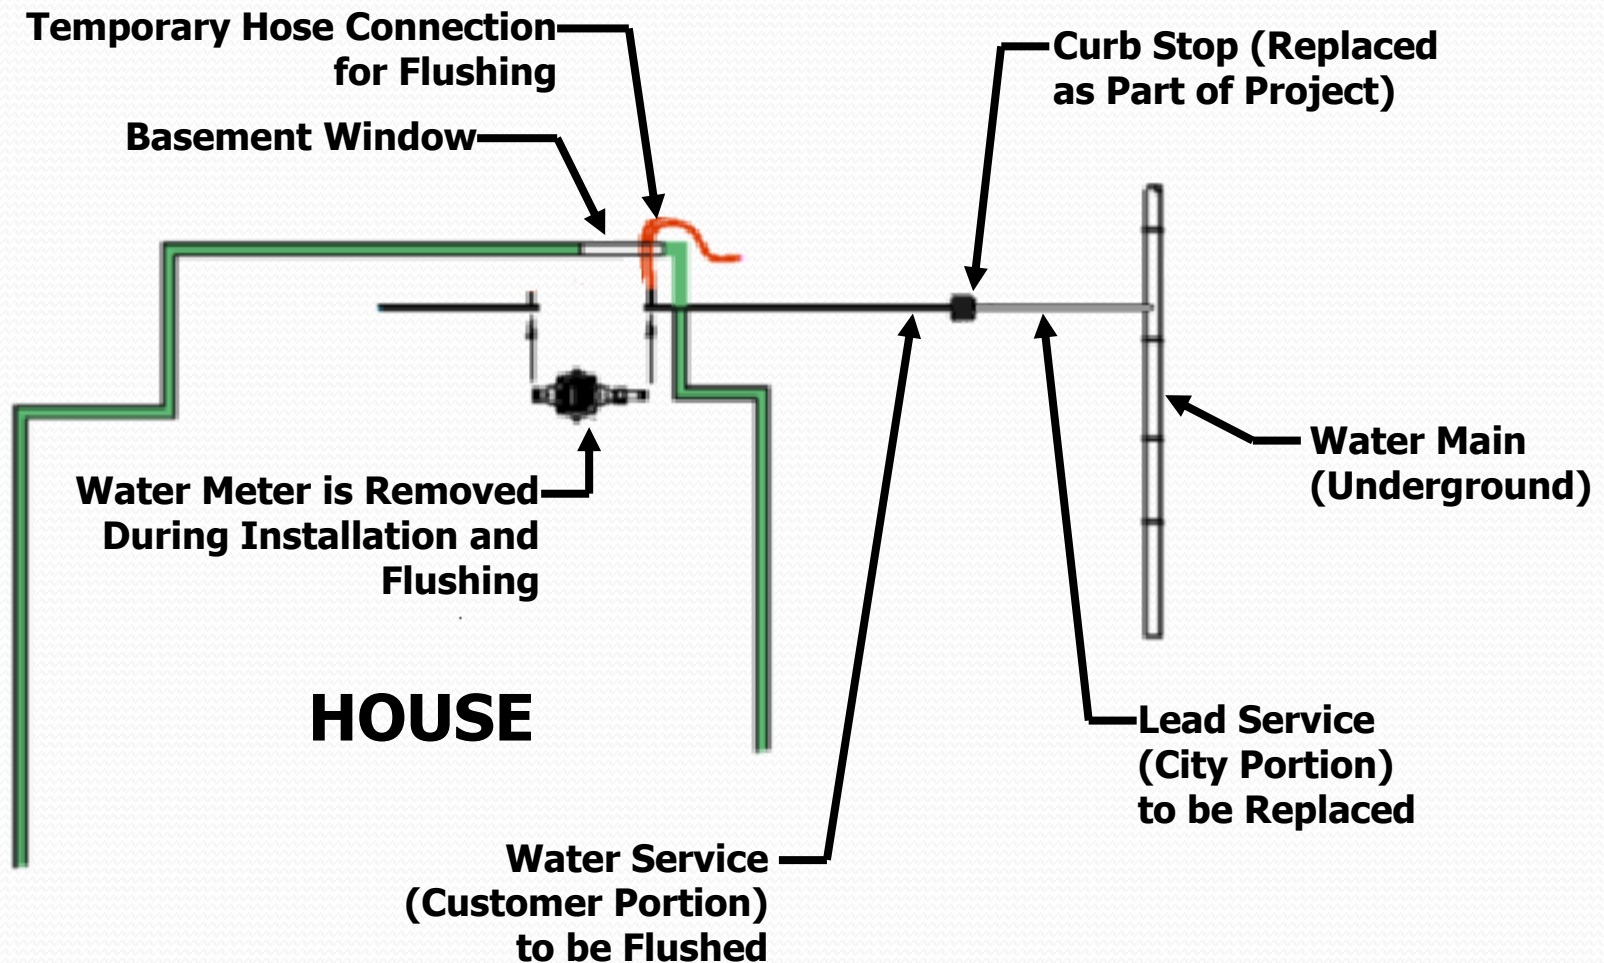 Temporary Hose Connection
for Flushing
Curb Stop (Replaced
as Part of Project)
Basement Window
Water Main
(Underground)
Water Meter is Removed
During Installation and
Flushing
HOUSE
Lead Service
(City Portion)
to be Replaced
Water Service
(Customer Portion)
to be Flushed